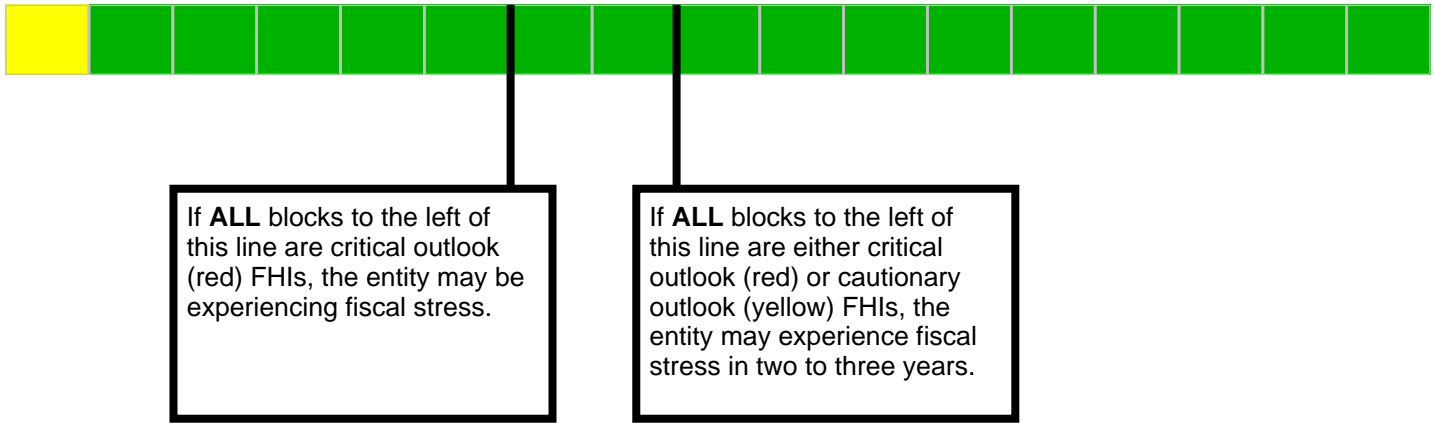 If ALL blocks to the left of
this line are critical outlook
(red) FHIs, the entity may be
experiencing fiscal stress.
If ALL blocks to the left of
this line are either critical
outlook (red) or cautionary
outlook (yellow) FHIs, the
entity may experience fiscal
stress in two to three years.